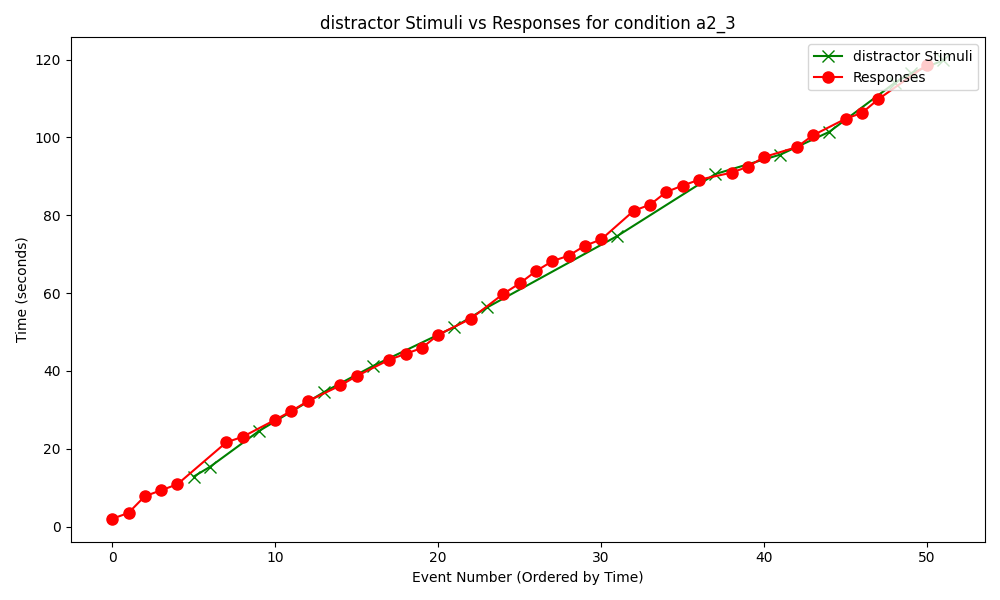 distractor Stimuli vs Responses for condition a2_3
distractor Stimuli
Responses
Time (seconds)
120
100
80
60
40
20
0
0 10 20 30 40 50
Event Number (Ordered by Time)